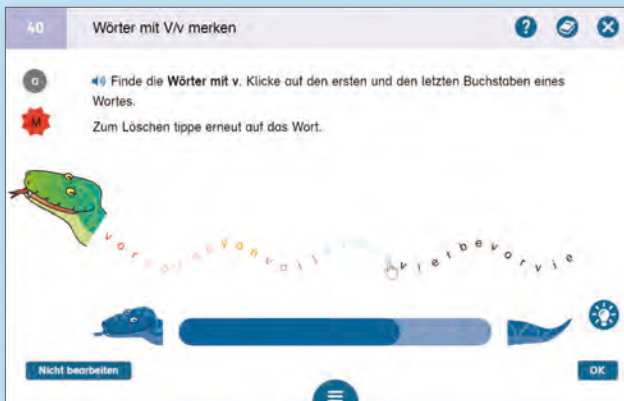 40 Wörter mit V/v merken ?
a Finde die Wörter mit v. Klicke auf den ersten und den letzten Buchstaben eines
Wortes.
M
Zum Löschen tippe erneut auf das Wort.
Nicht bearbeiten OK